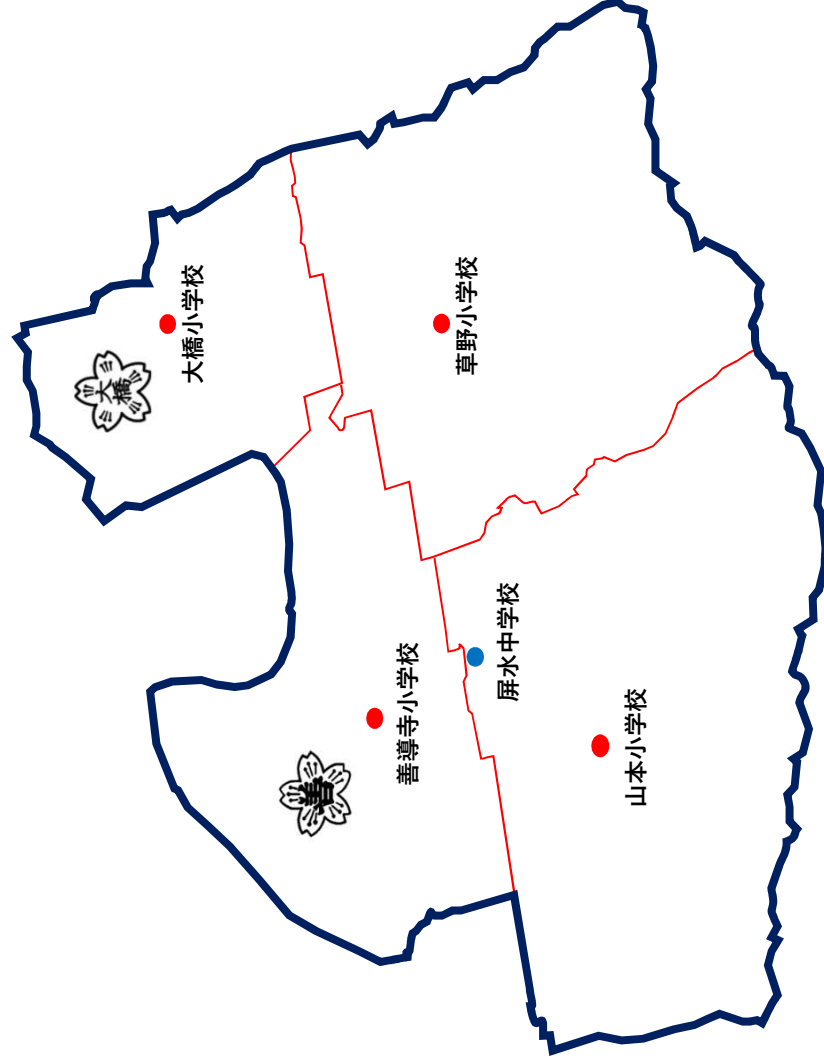 大橋
大橋小学校
草野小学校
善
善導寺小学校
屏水中学校
山本小学校